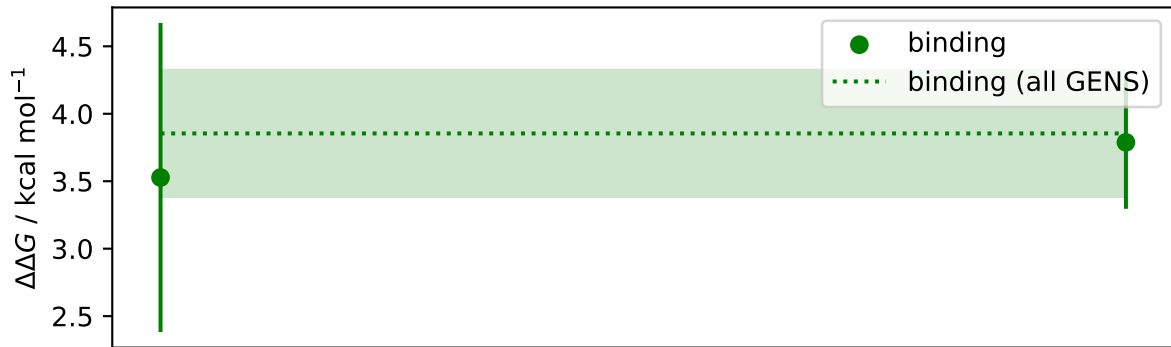 4.5
4.0
3.5
3.0
2.5
ΔΔG / kcal mol⁻¹
binding
binding (all GENS)